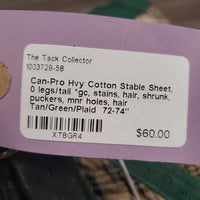 The Tack Collector
1003729-58
Can-Pro Hvy Cotton Stable Sheet,
0 legs/tail *gc, stains, hair, shrunk,
puckers, mnr holes, hair
Tan/Green/Plaid 72-74"
XTBGR4
$60.00